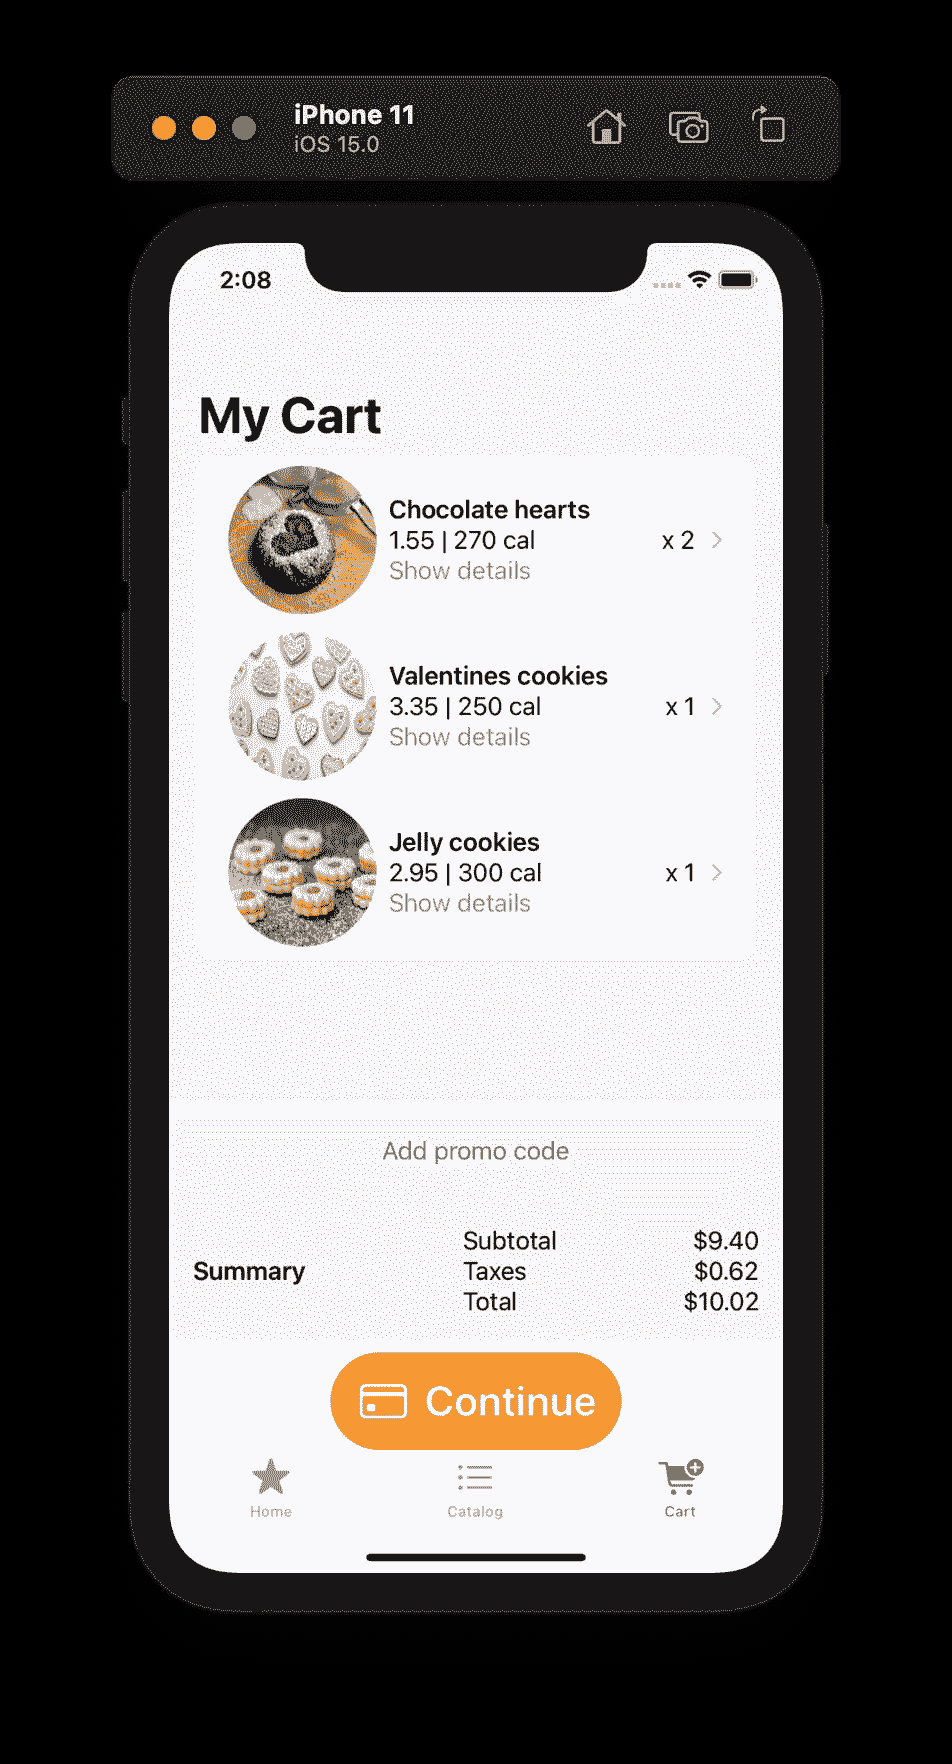 iPhone 11
iOS 15.0
2:08
My Cart
Chocolate hearts
1.55 | 270 cal
x 2
Show details
Valentines cookies
3.35 | 250 cal
x 1
Show details
Jelly cookies
2.95 | 300 cal
x 1
Show details
Add promo code
Summary
Subtotal $9.40
Taxes $0.62
Total $10.02
Continue
Home
Catalog
Cart